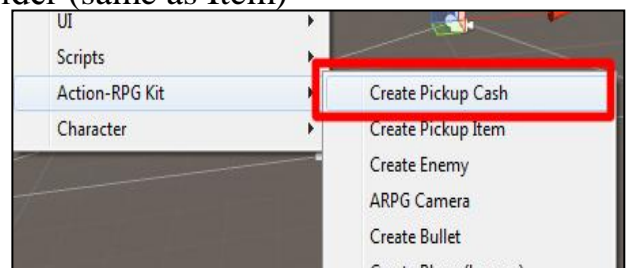 ider (same as Item)
UI
Scripts
Action-RPG Kit
Character
Create Pickup Cash
Create Pickup Item
Create Enemy
ARPG Camera
Create Bullet